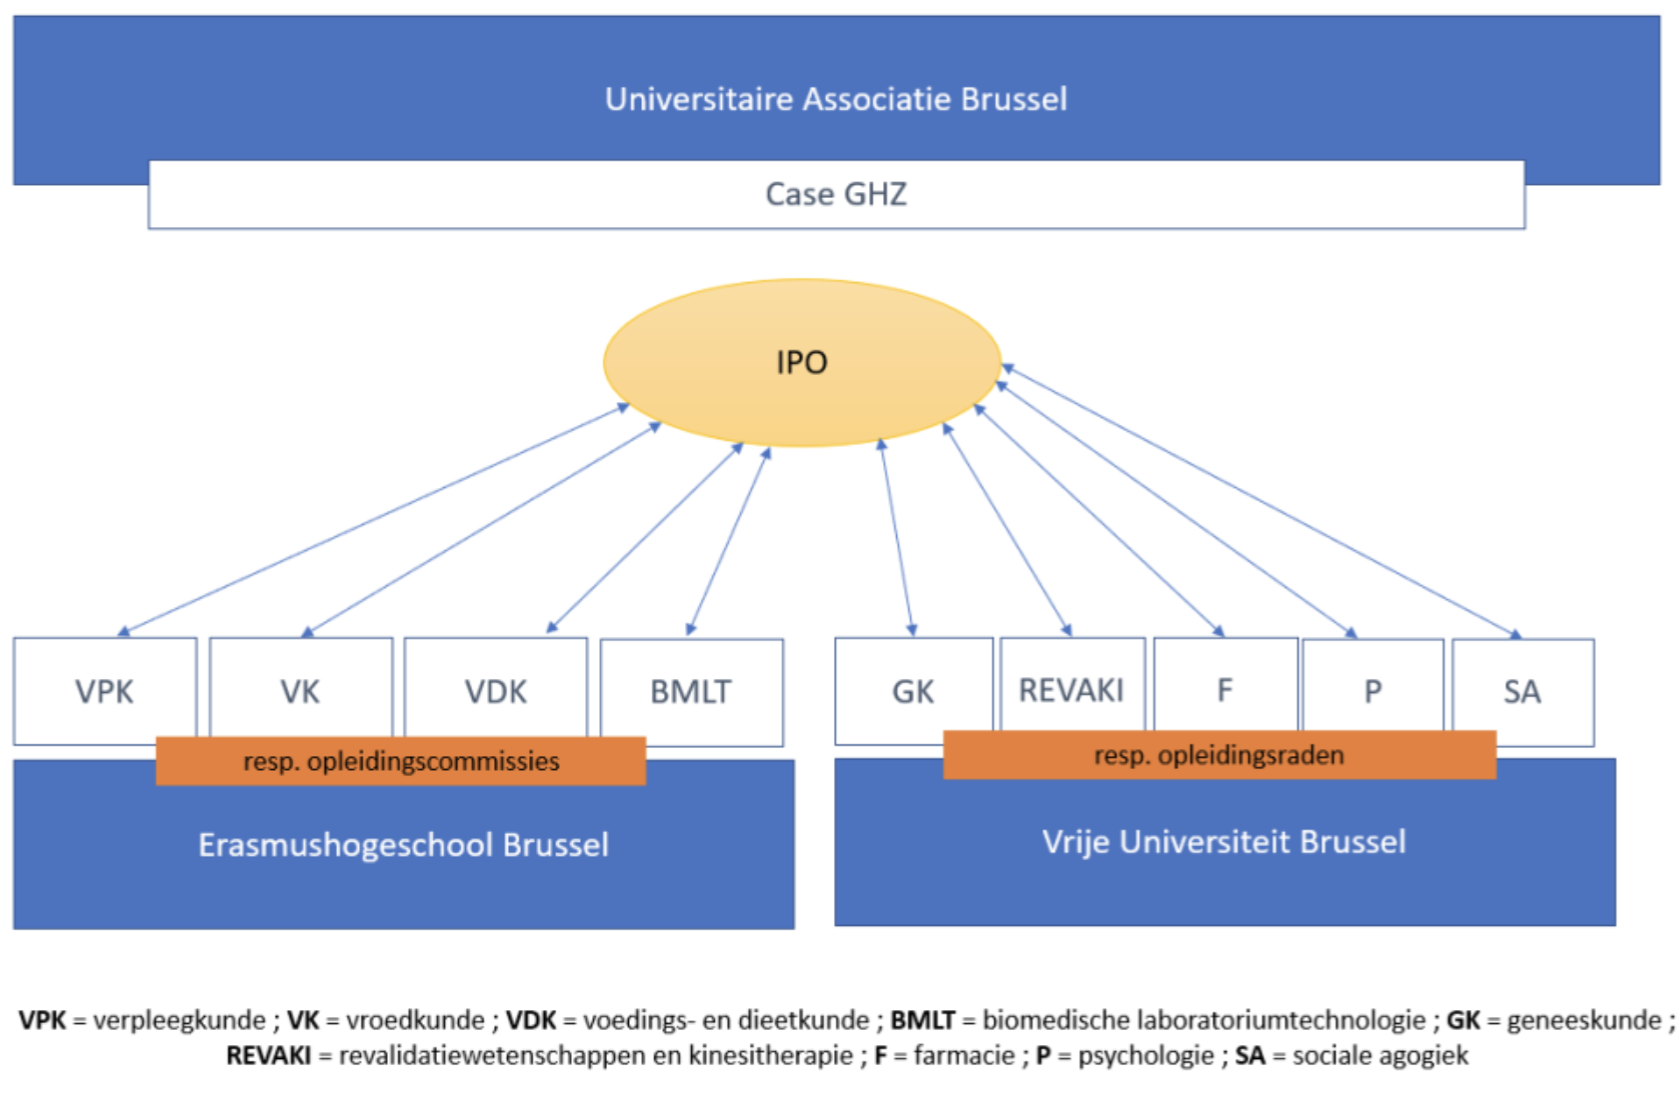 Universitaire Associatie Brussel
Case GHZ
IPO
VPK
VK
VDK
BMLT
GK
REVAKI
F
P
SA
resp. opleidingscommissies
resp. opleidingsraden
Erasmushogeschool Brussel
Vrije Universiteit Brussel
VPK = verpleegkunde ; VK = vroedkunde ; VDK = voedings- en dieetkunde ; BMLT = biomedische laboratoriumtechnologie ; GK = geneeskunde ;
REVAKI = revalidatiewetenschappen en kinesitherapie ; F = farmacie ; P = psychologie ; SA = sociale agogiek